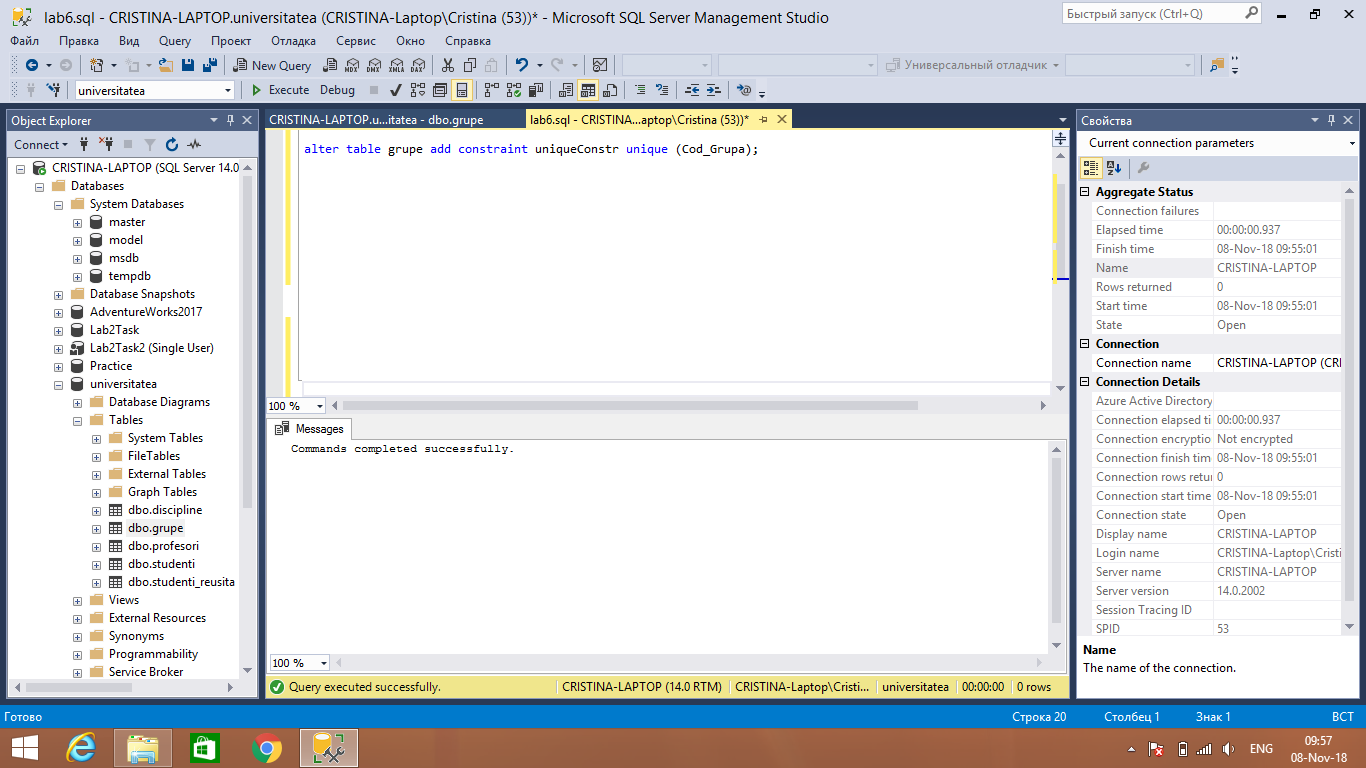 lab6.sql - CRISTINA-LAPTOP.universitatea (CRISTINA-Laptop\Cristina (53))* - Microsoft SQL Server Management Studio
Быстрый запуск (Ctrl+Q)
Файл Правка Вид Query Проект Отладка Сервис Окно Справка
New Query MDX DMX XMLA DAX Универсальный отладчик
universitatea Execute Debug
Object Explorer
Connect
CRISTINA-LAPTOP (SQL Server 14.0
Databases
System Databases
master
model
msdb
tempdb
Database Snapshots
AdventureWorks2017
Lab2Task
Lab2Task2 (Single User)
Practice
universitatea
Database Diagrams
Tables
System Tables
FileTables
External Tables
Graph Tables
dbo.discipline
dbo.grupe
dbo.profesori
dbo.studenti
dbo.studenti_reusita
Views
External Resources
Synonyms
Programmability
Service Broker
CRISTINA-LAPTOP.u...itatea - dbo.grupe
lab6.sql - CRISTINA...aptop\Cristina (53))*
alter table grupe add constraint uniqueConstr unique (Cod_Grupa);
100 %
Messages
Commands completed successfully.
100 %
Query executed successfully. CRISTINA-LAPTOP (14.0 RTM) CRISTINA-Laptop\Cristi... universitatea 00:00:00 0 rows
Свойства
Current connection parameters
Aggregate Status
Connection failures
Elapsed time 00:00:00.937
Finish time 08-Nov-18 09:55:01
Name CRISTINA-LAPTOP
Rows returned 0
Start time 08-Nov-18 09:55:01
State Open
Connection
Connection name CRISTINA-LAPTOP (CRI
Connection Details
Azure Active Directory
Connection elapsed ti 00:00:00.937
Connection encryptio Not encrypted
Connection finish tim 08-Nov-18 09:55:01
Connection rows retur 0
Connection start time 08-Nov-18 09:55:01
Connection state Open
Display name CRISTINA-LAPTOP
Login name CRISTINA-Laptop\Cristi
Server name CRISTINA-LAPTOP
Server version 14.0.2002
Session Tracing ID
SPID 53
Name
The name of the connection.
Готово Строка 20 Столбец 1 Знак 1 ВСТ
ENG
09:57
08-Nov-18